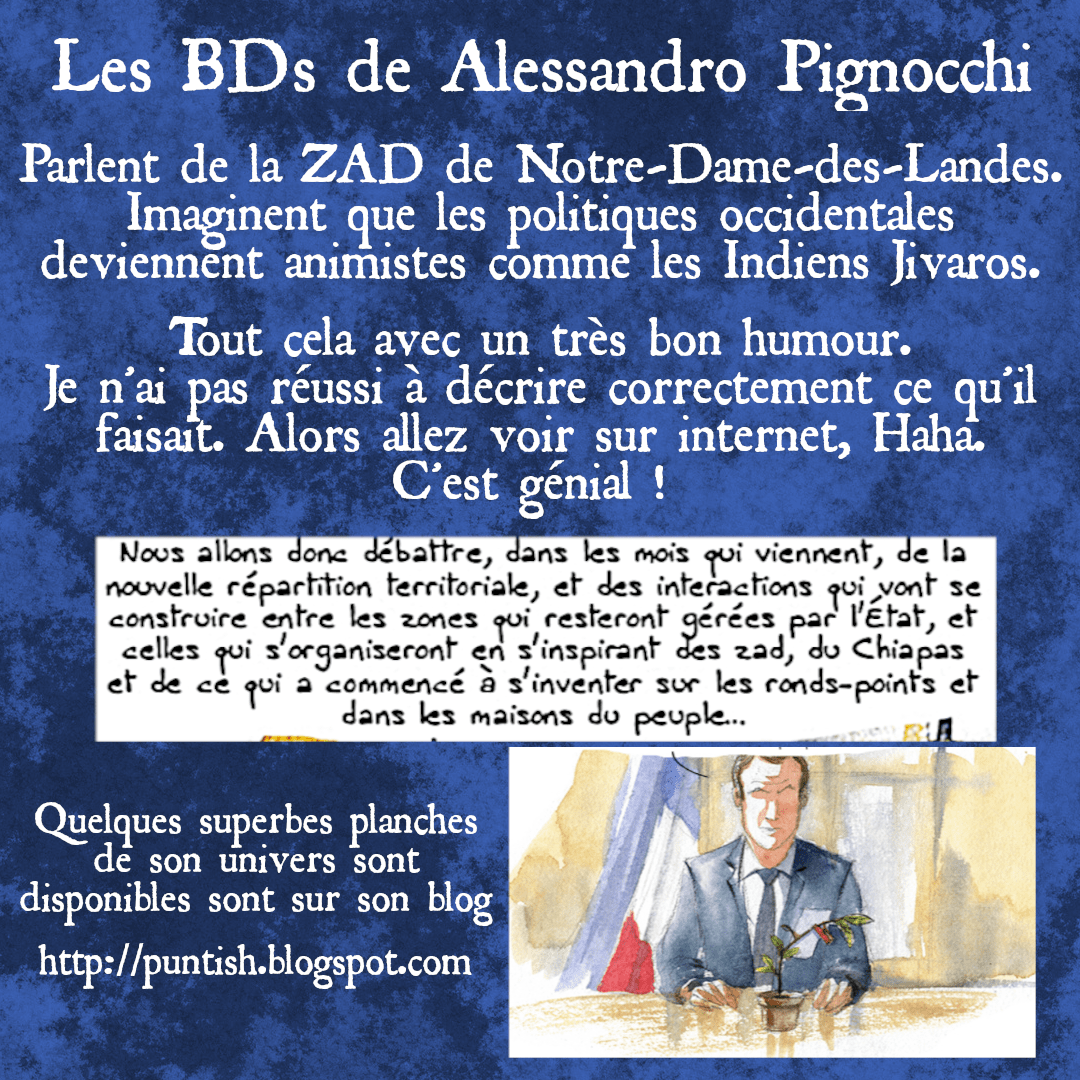 Les BDs de Alessandro Pignocchi
Parlent de la ZAD de Notre-Dame-des-Landes.
Imaginent que les politiques occidentales
deviennent animistes comme les Indiens Jivaros.
Tout cela avec un très bon humour.
Je n'ai pas réussi à décrire correctement ce qu'il
faisait. Alors allez voir sur internet, Haha.
C'est génial !
Nous allons donc débattre, dans les mois qui viennent, de la
nouvelle répartition territoriale, et des interactions qui vont se
construire entre les zones qui resteront gérées par l'État, et
celles qui s'organiseront en s'inspirant des zad, du Chiapas
et de ce qui a commencé à s'inventer sur les ronds-points et
dans les maisons du peuple...
Quelques superbes planches
de son univers sont
disponibles sont sur son blog
http://puntish.blogspot.com